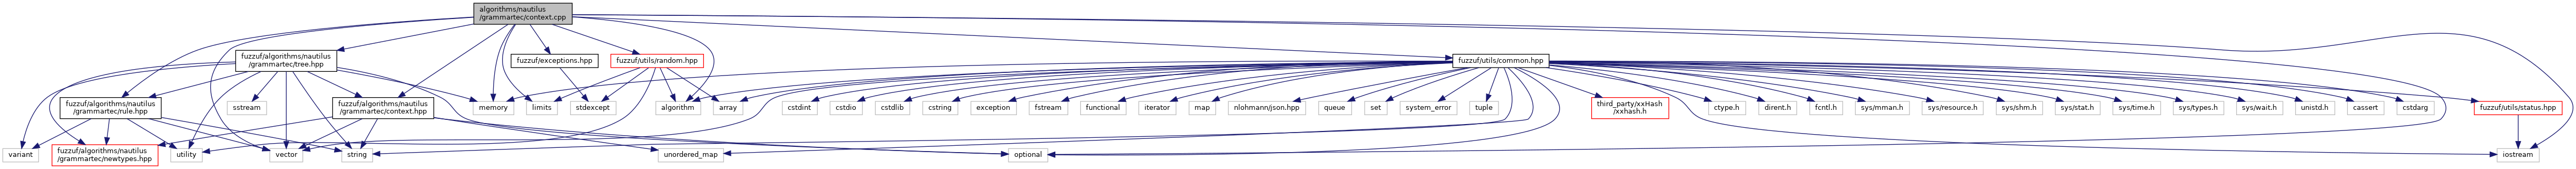 algorithms/nautilus
/grammartec/context.cpp
fuzzuf/algorithms/nautilus
/grammartec/tree.hpp
fuzzuf/exceptions.hpp
fuzzuf/utils/random.hpp
fuzzuf/utils/common.hpp
fuzzuf/algorithms/nautilus
/grammartec/rule.hpp
sstream
fuzzuf/algorithms/nautilus
/grammartec/context.hpp
memory
limits
stdexcept
algorithm
array
cstdint
cstdio
cstdlib
cstring
exception
fstream
functional
iterator
map
nlohmann/json.hpp
queue
set
system_error
tuple
third_party/xxHash
/xxhash.h
ctype.h
dirent.h
fcntl.h
sys/mman.h
sys/resource.h
sys/shm.h
sys/stat.h
sys/time.h
sys/types.h
sys/wait.h
unistd.h
cassert
cstdarg
fuzzuf/utils/status.hpp
variant
fuzzuf/algorithms/nautilus
/grammartec/newtypes.hpp
utility
vector
string
unordered_map
optional
iostream